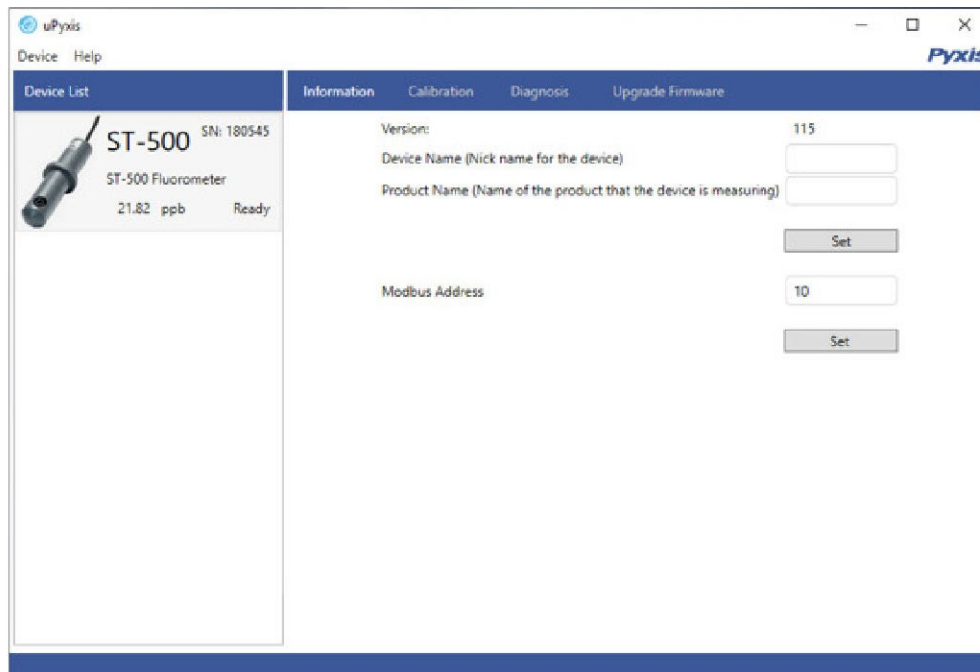 uPyxis
Device Help
Pyxis
Device List
Information Calibration Diagnosis Upgrade Firmware
ST-500 SN: 180545
ST-500 Fluorometer
21.82 ppb Ready
Version: 115
Device Name (Nick name for the device)
Product Name (Name of the product that the device is measuring)
Set
Modbus Address 10
Set